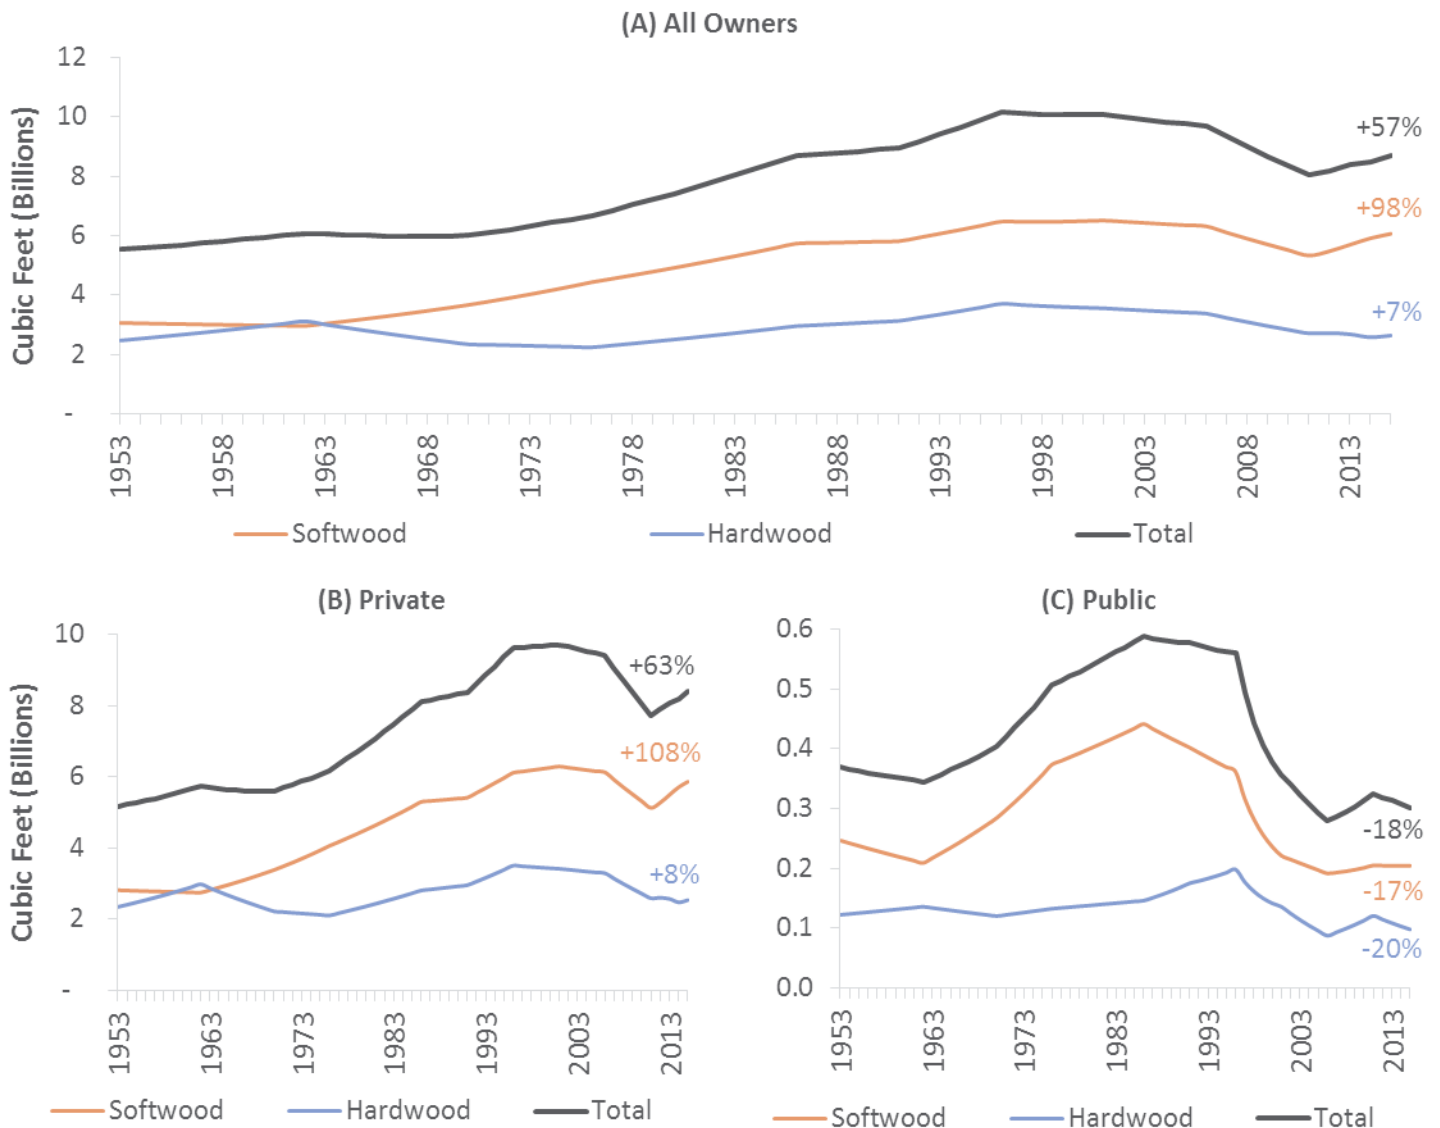 (A) All Owners
Cubic Feet (Billions)
12
10
8
6
4
2
-
+57%
+98%
+7%
1953 1958 1963 1968 1973 1978 1983 1988 1993 1998 2003 2008 2013
Softwood Hardwood Total
(B) Private
Cubic Feet (Billions)
10
8
6
4
2
-
+63%
+108%
+8%
1953 1963 1973 1983 1993 2003 2013
Softwood Hardwood Total
(C) Public
0.6
0.5
0.4
0.3
0.2
0.1
0.0
-18%
-17%
-20%
1953 1963 1973 1983 1993 2003 2013
Softwood Hardwood Total